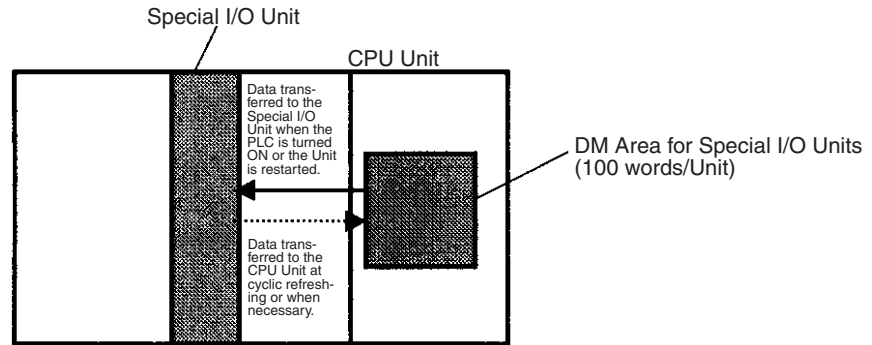 Special I/O Unit
CPU Unit
Data trans-
ferred to the
Special I/O
Unit when the
PLC is turned
ON or the Unit
is restarted.
DM Area for Special I/O Units
(100 words/Unit)
Data trans-
ferred to the
CPU Unit at
cyclic refresh-
ing or when
necessary.